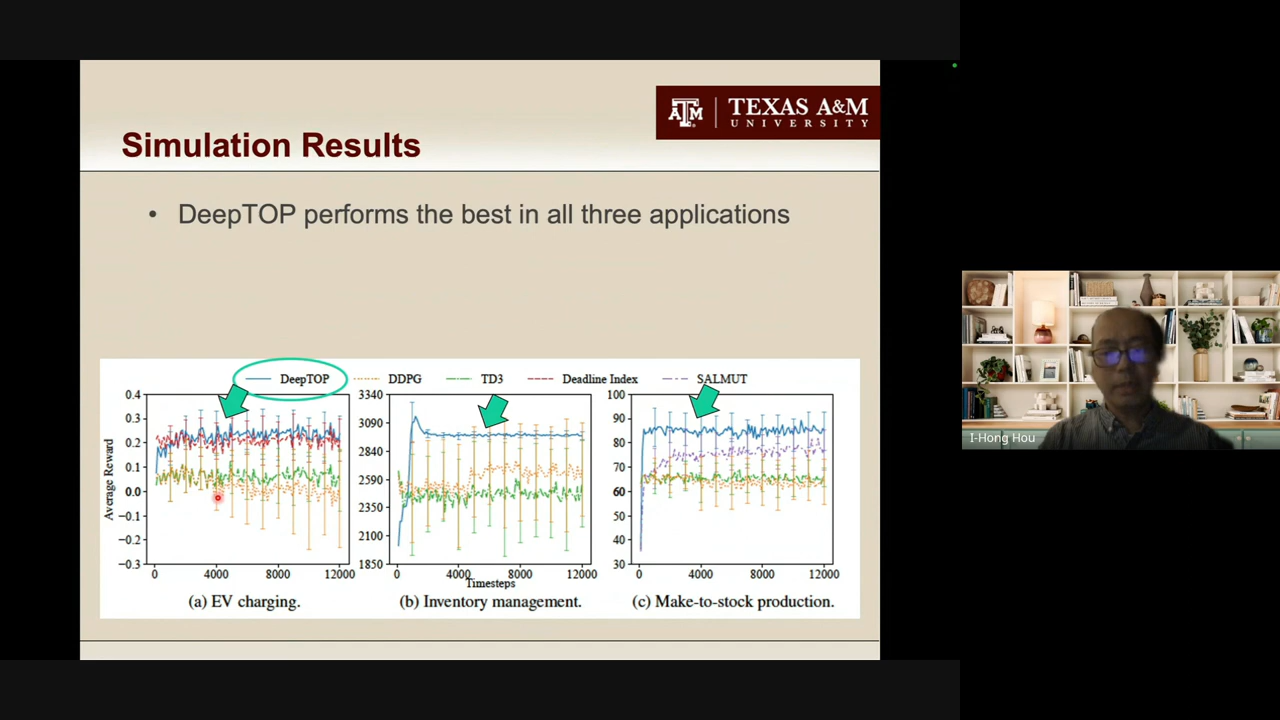 TEXAS A&M
UNIVERSITY
Simulation Results
• DeepTOP performs the best in all three applications
DeepTOP DDPG TD3 Deadline Index SALMUT
Average Reward
0.4
0.3
0.2
0.1
0.0
−0.1
−0.2
−0.3
0 4000 8000 12000
3340
3090
2840
2590
2350
2100
1850
0 4000 8000 12000
Timesteps
100
90
80
70
60
50
40
30
0 4000 8000 12000
(a) EV charging. (b) Inventory management. (c) Make-to-stock production.
I-Hong Hou